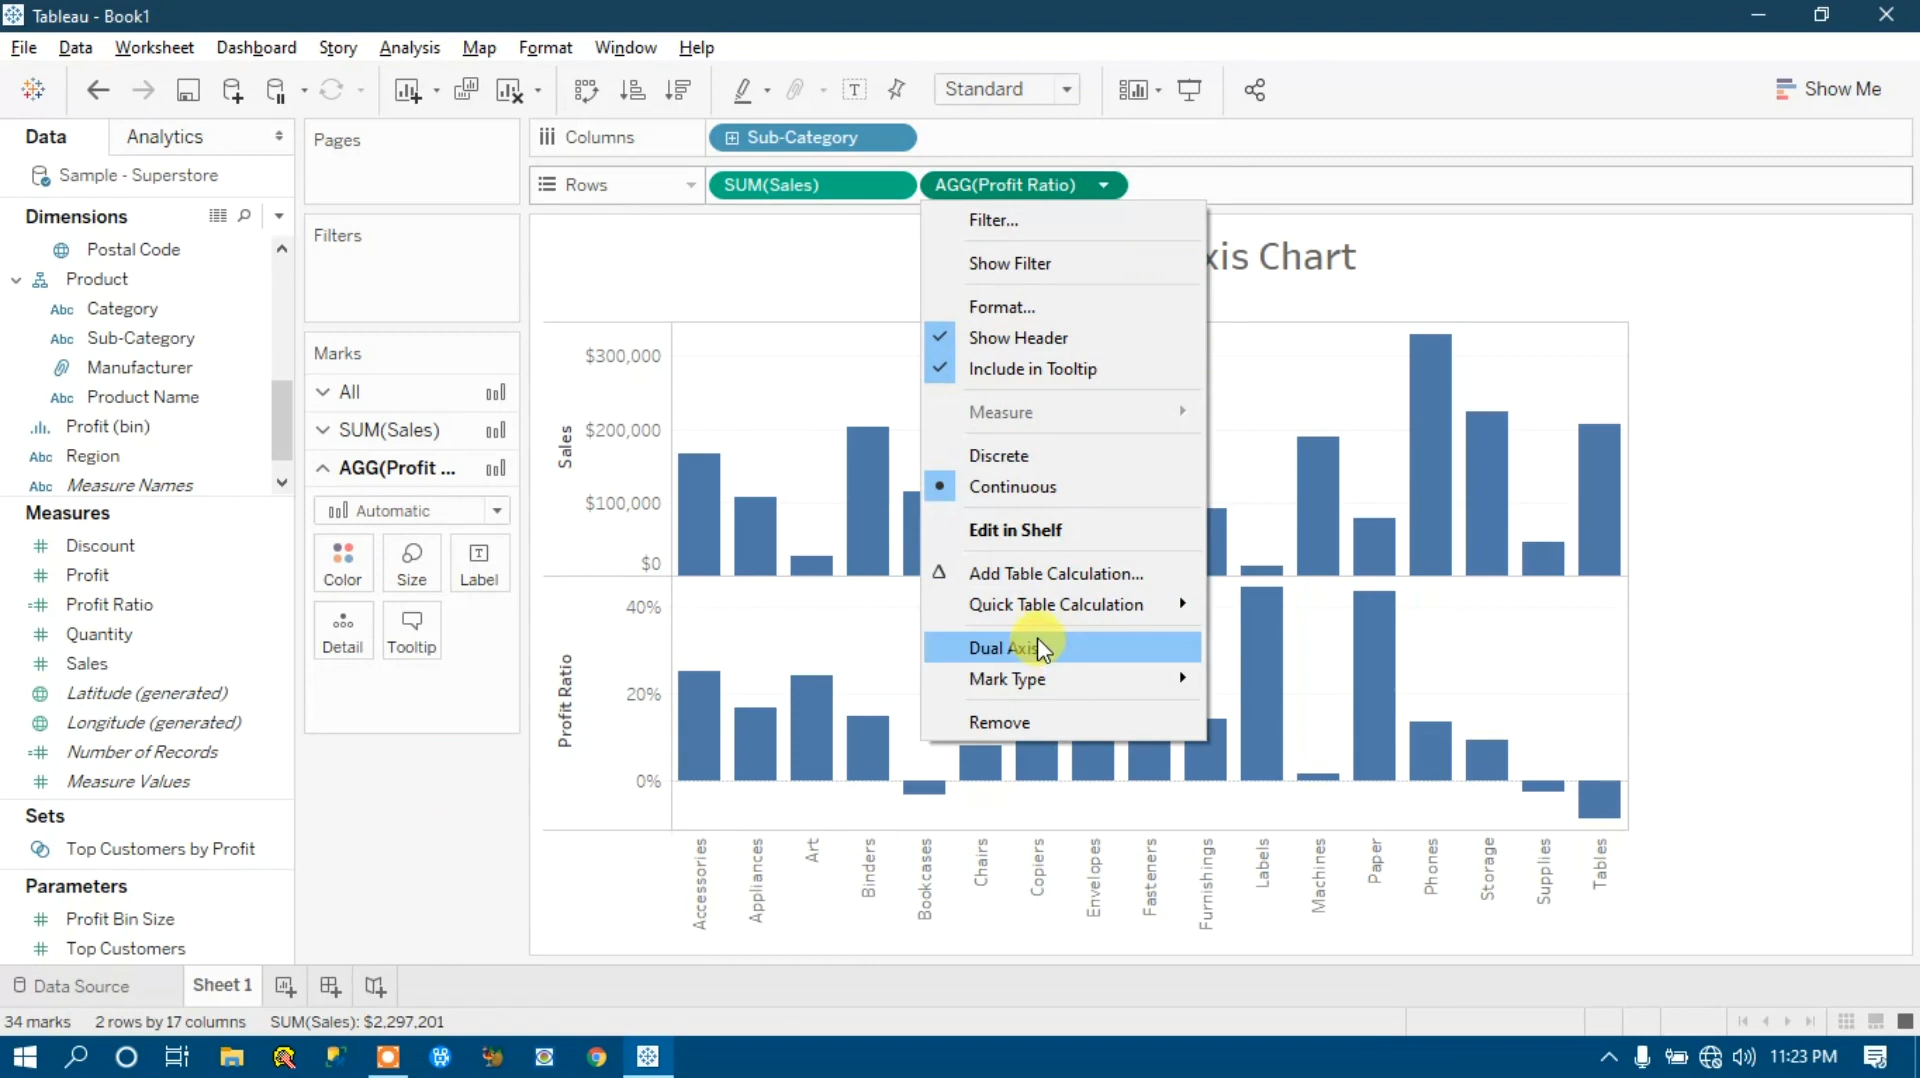 Tableau - Book1
File Data Worksheet Dashboard Story Analysis Map Format Window Help
Standard
Show Me
Data Analytics
Sample - Superstore
Dimensions
Postal Code
Product
Abc Category
Abc Sub-Category
Manufacturer
Abc Product Name
Profit (bin)
Abc Region
Abc Measure Names
Measures
Discount
Profit
Profit Ratio
Quantity
Sales
Latitude (generated)
Longitude (generated)
Number of Records
Measure Values
Sets
Top Customers by Profit
Parameters
Profit Bin Size
Top Customers
Pages
Filters
Marks
All
SUM(Sales)
AGG(Profit ...
Automatic
Color Size Label
Detail Tooltip
Columns Sub-Category
Rows SUM(Sales) AGG(Profit Ratio)
xis Chart
Filter...
Show Filter
Format...
Show Header
Include in Tooltip
Measure
Discrete
Continuous
Edit in Shelf
Add Table Calculation...
Quick Table Calculation
Dual Axis
Mark Type
Remove
Sales
$300,000
$200,000
$100,000
$0
Profit Ratio
40%
20%
0%
Accessories
Appliances
Art
Binders
Bookcases
Chairs
Copiers
Envelopes
Fasteners
Furnishings
Labels
Machines
Paper
Phones
Storage
Supplies
Tables
Data Source Sheet 1
34 marks 2 rows by 17 columns SUM(Sales): $2,297,201
11:23 PM